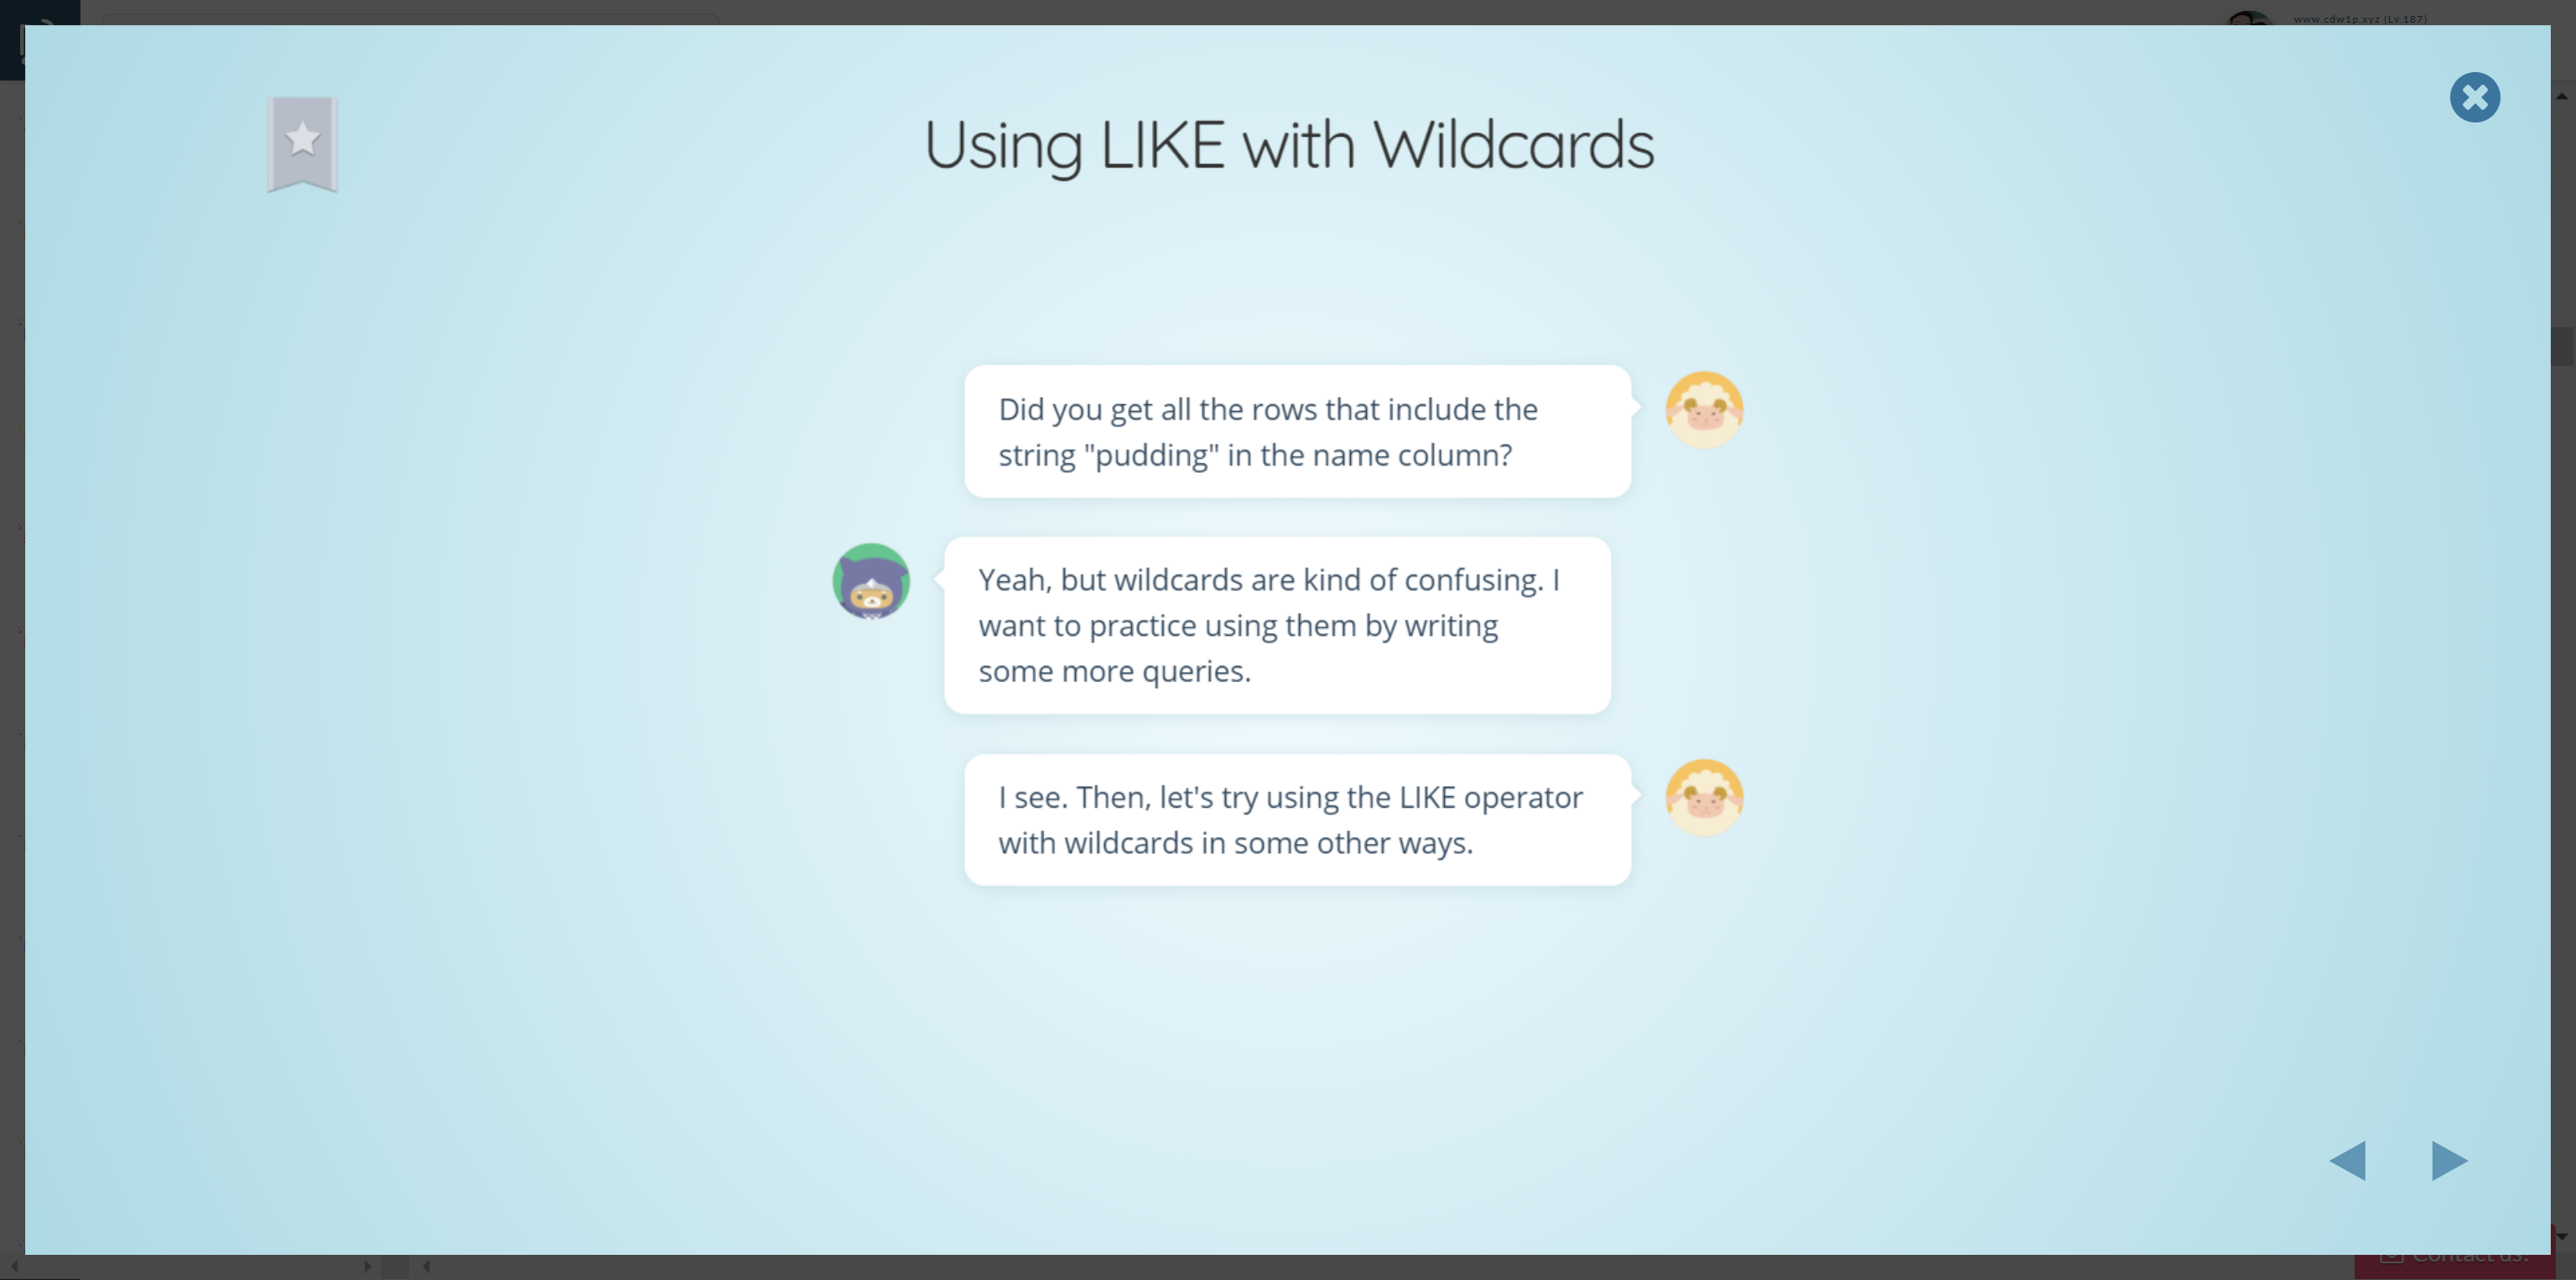 www.cdw1p.xyz (Lv.187)
Using LIKE with Wildcards
Did you get all the rows that include the
string "pudding" in the name column?
Yeah, but wildcards are kind of confusing. I
want to practice using them by writing
some more queries.
I see. Then, let's try using the LIKE operator
with wildcards in some other ways.
Contact us!